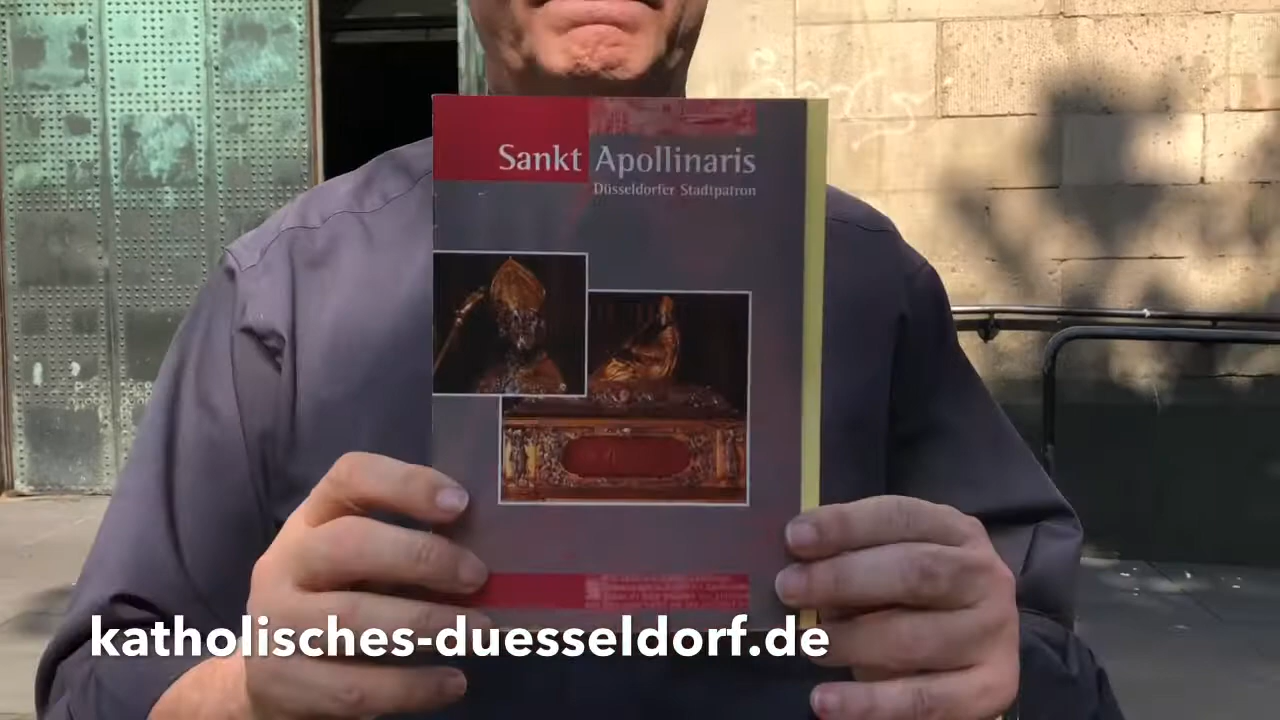 Sankt Apollinaris
Düsseldorfer Stadtpatron
katholisches-duesseldorf.de